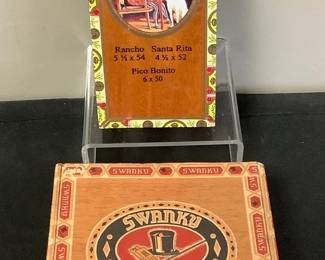 Rancho Santa Rita
5 ½ x 54 4 ¾ x 52
Pico Bonito
6 x 50
SWANKY SWANKY
SWANKY
SWANKY